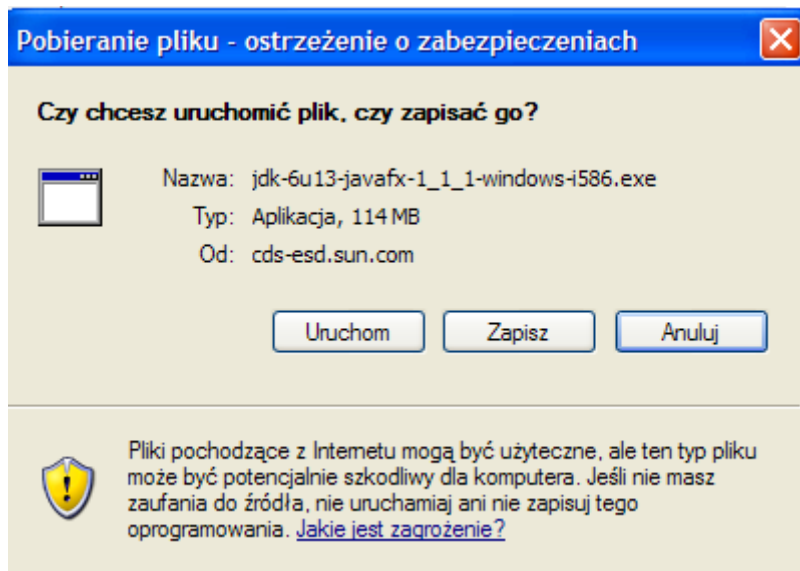 Pobieranie pliku - ostrzeżenie o zabezpieczeniach
Czy chcesz uruchomić plik, czy zapisać go?
Nazwa: jdk-6u13-javafx-1_1_1-windows-i586.exe
Typ: Aplikacja, 114 MB
Od: cds-esd.sun.com
Uruchom Zapisz Anuluj
Pliki pochodzące z Internetu mogą być użyteczne, ale ten typ pliku
może być potencjalnie szkodliwy dla komputera. Jeśli nie masz
zaufania do źródła, nie uruchamiaj ani nie zapisuj tego
oprogramowania. Jakie jest zagrożenie?